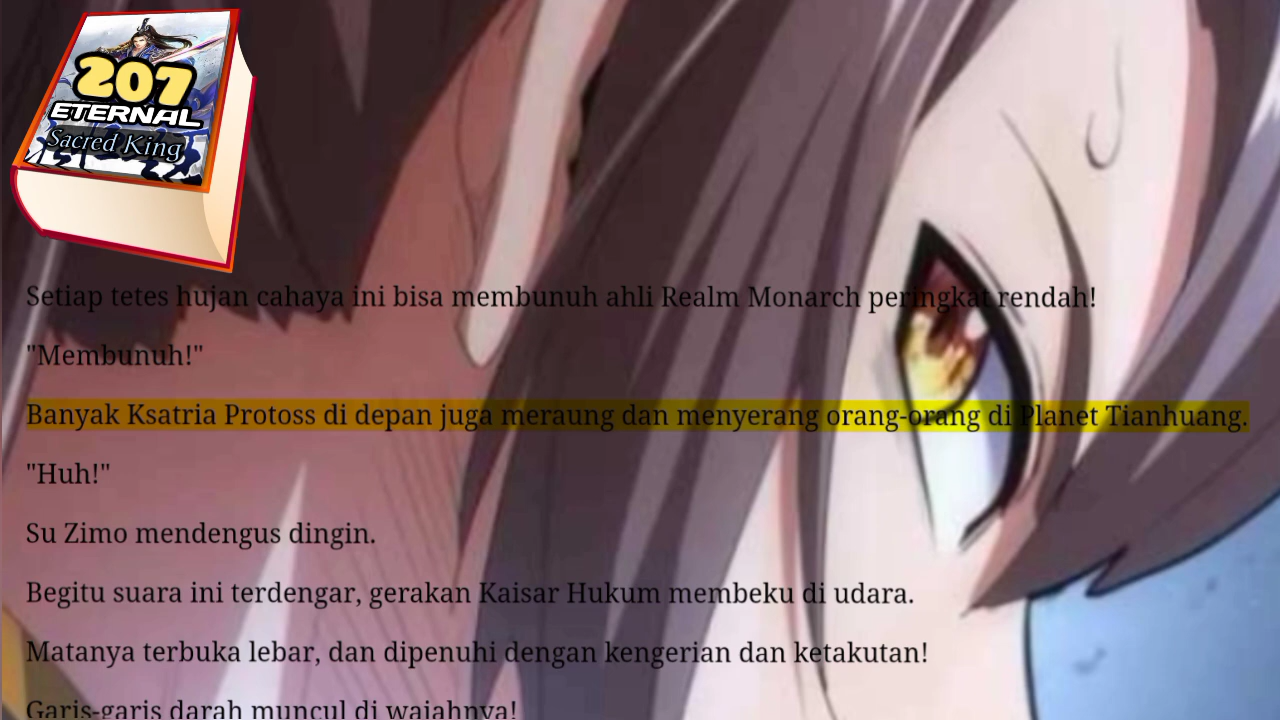 207
ETERNAL
Sacred King
Setiap tetes hujan cahaya ini bisa membunuh ahli Realm Monarch peringkat rendah!
"Membunuh!"
Banyak Ksatria Protoss di depan juga meraung dan menyerang orang-orang di Planet Tianhuang.
"Huh!"
Su Zimo mendengus dingin.
Begitu suara ini terdengar, gerakan Kaisar Hukum membeku di udara.
Matanya terbuka lebar, dan dipenuhi dengan kengerian dan ketakutan!
Garis-garis darah muncul di wajahnya!